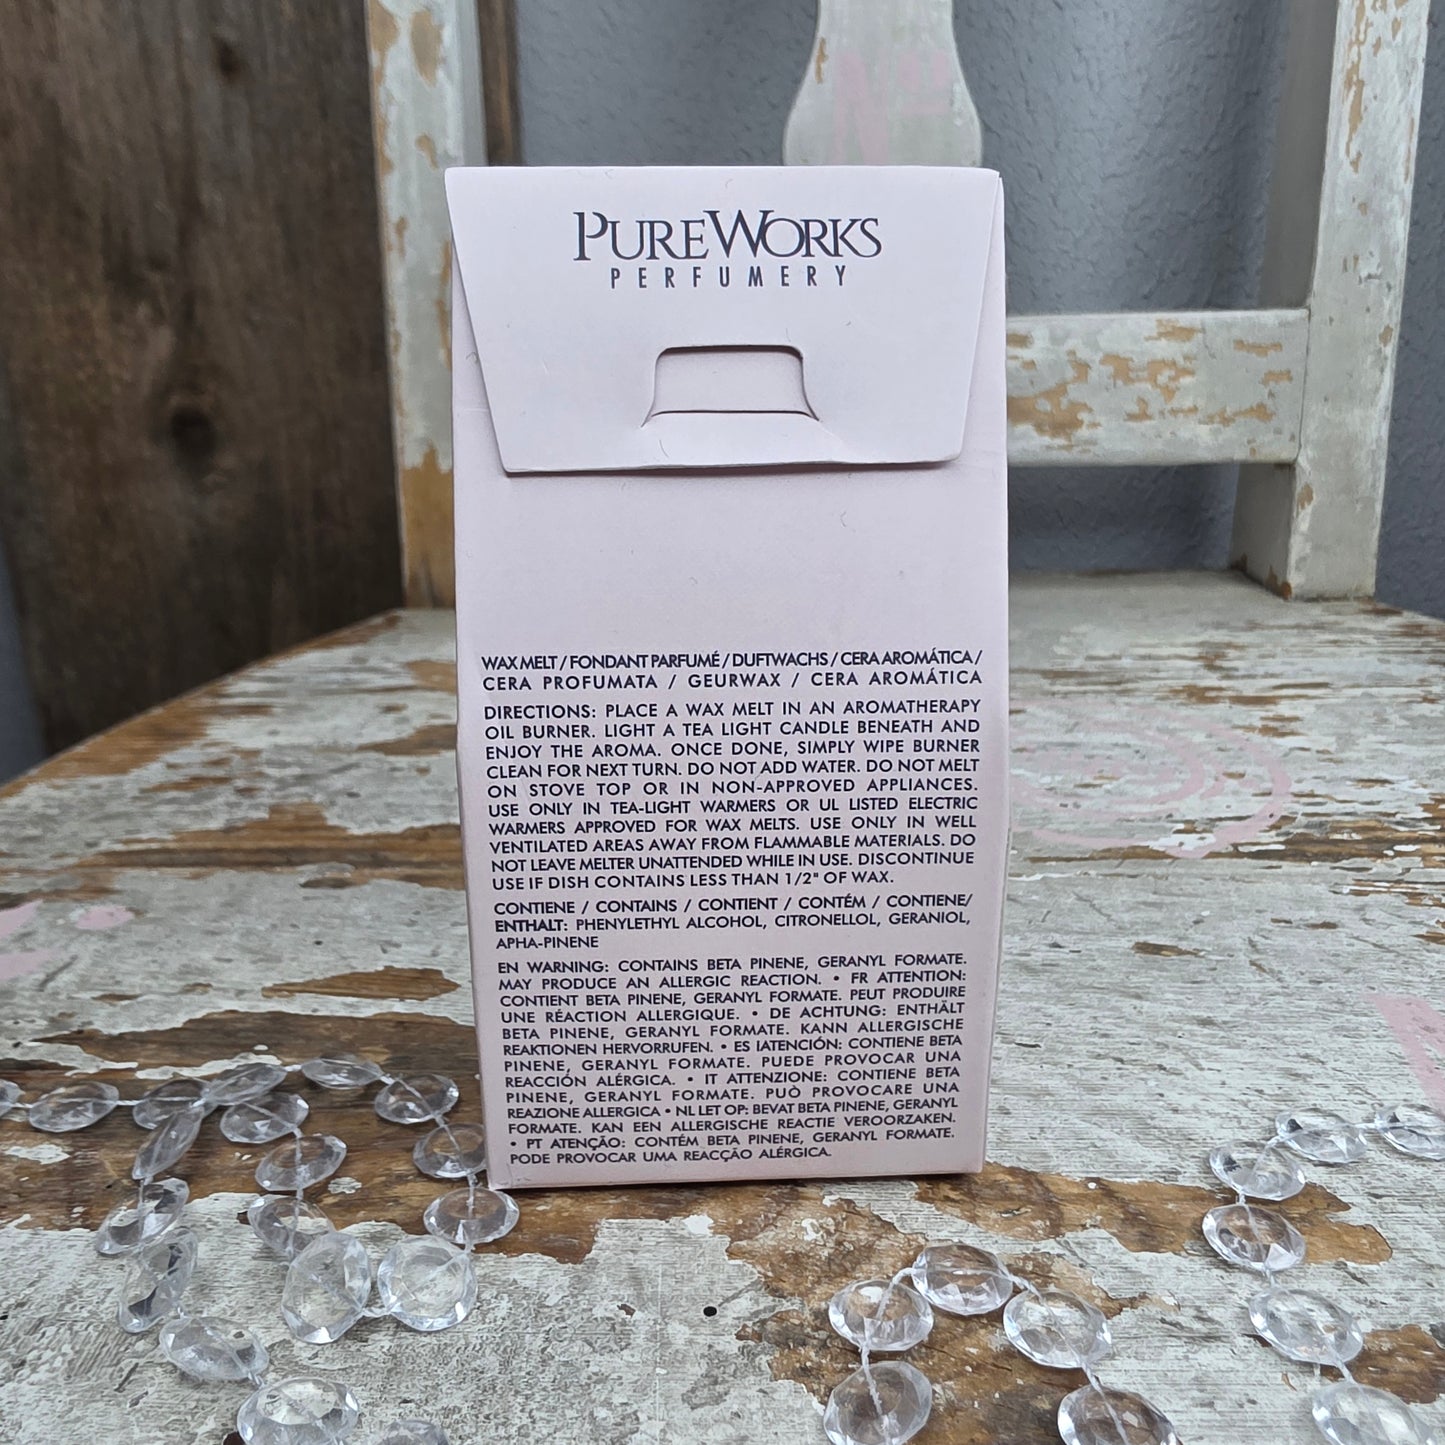 PUREWORKS
PERFUMERY
WAX MELT / FONDANT PARFUMÉ / DUFTWACHS / CERA AROMÁTICA /
CERA PROFUMATA / GEURWAX / CERA AROMÁTICA
DIRECTIONS: PLACE A WAX MELT IN AN AROMATHERAPY
OIL BURNER. LIGHT A TEA LIGHT CANDLE BENEATH AND
ENJOY THE AROMA. ONCE DONE, SIMPLY WIPE BURNER
CLEAN FOR NEXT TURN. DO NOT ADD WATER. DO NOT MELT
ON STOVE TOP OR IN NON-APPROVED APPLIANCES.
USE ONLY IN TEA-LIGHT WARMERS OR UL LISTED ELECTRIC
WARMERS APPROVED FOR WAX MELTS. USE ONLY IN WELL
VENTILATED AREAS AWAY FROM FLAMMABLE MATERIALS. DO
NOT LEAVE MELTER UNATTENDED WHILE IN USE. DISCONTINUE
USE IF DISH CONTAINS LESS THAN 1/2" OF WAX.
CONTIENE / CONTAINS / CONTIENT / CONTÉM / CONTIENE/
ENTHALT: PHENYLETHYL ALCOHOL, CITRONELLOL, GERANIOL,
APHA-PINENE
EN WARNING: CONTAINS BETA PINENE, GERANYL FORMATE.
MAY PRODUCE AN ALLERGIC REACTION. • FR ATTENTION:
CONTIENT BETA PINENE, GERANYL FORMATE. PEUT PRODUIRE
UNE RÉACTION ALLERGIQUE. • DE ACHTUNG: ENTHÄLT
BETA PINENE, GERANYL FORMATE. KANN ALLERGISCHE
REAKTIONEN HERVORRUFEN. • ES IATENCIÓN: CONTIENE BETA
PINENE, GERANYL FORMATE. PUEDE PROVOCAR UNA
REACCIÓN ALÉRGICA. • IT ATTENZIONE: CONTIENE BETA
PINENE, GERANYL FORMATE. PUÒ PROVOCARE UNA
REAZIONE ALLERGICA • NL LET OP: BEVAT BETA PINENE, GERANYL
FORMATE. KAN EEN ALLERGISCHE REACTIE VEROORZAKEN.
• PT ATENÇÃO: CONTÉM BETA PINENE, GERANYL FORMATE.
PODE PROVOCAR UMA REACÇÃO ALÉRGICA.